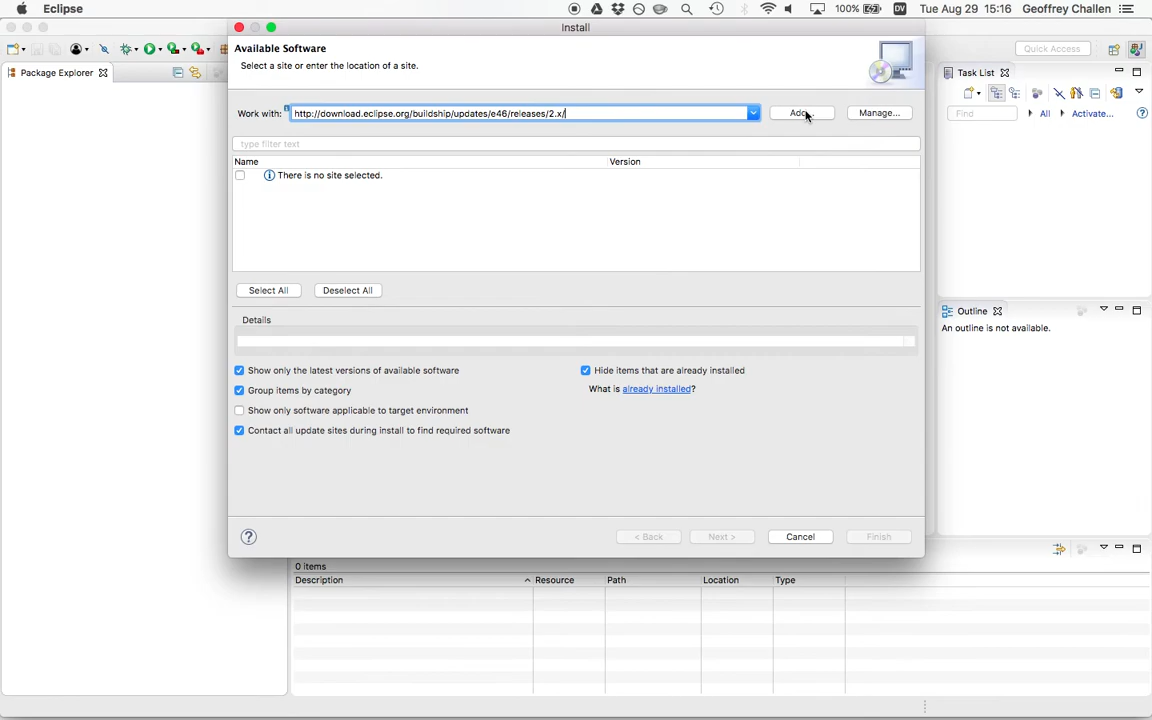 Eclipse
100%
DV
Tue Aug 29 15:16 Geoffrey Challen
Install
Quick Access
Package Explorer
Available Software
Select a site or enter the location of a site.
Task List
Work with: http://download.eclipse.org/buildship/updates/e46/releases/2.x/
Add...
Manage...
Find
All
Activate...
?
type filter text
Name
Version
There is no site selected.
Select All
Deselect All
Outline
An outline is not available.
Details
Show only the latest versions of available software
Hide items that are already installed
Group items by category
What is already installed?
Show only software applicable to target environment
Contact all update sites during install to find required software
?
< Back
Next >
Cancel
Finish
0 items
Description
Resource
Path
Location
Type